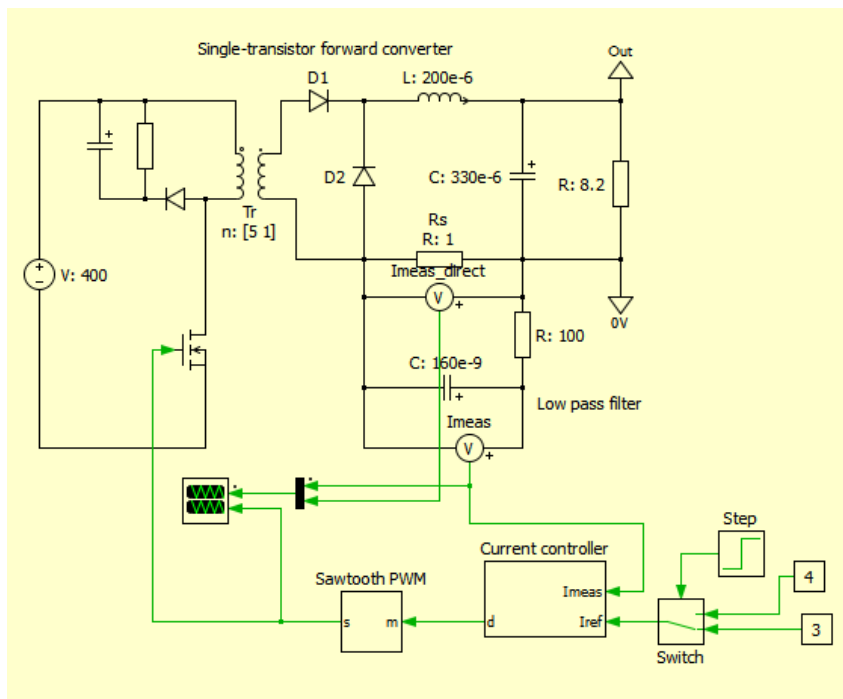 Single-transistor forward converter
Out
D1
L: 200e-6
+
+
D2
C: 330e-6
R: 8.2
Tr
n: [5 1]
Rs
R: 1
Imeas_direct
V: 400
V
+
0V
R: 100
C: 160e-9
+
Low pass filter
Imeas
V
+
Step
Current controller
Sawtooth PWM
Imeas
4
s
m
d
Iref
3
Switch